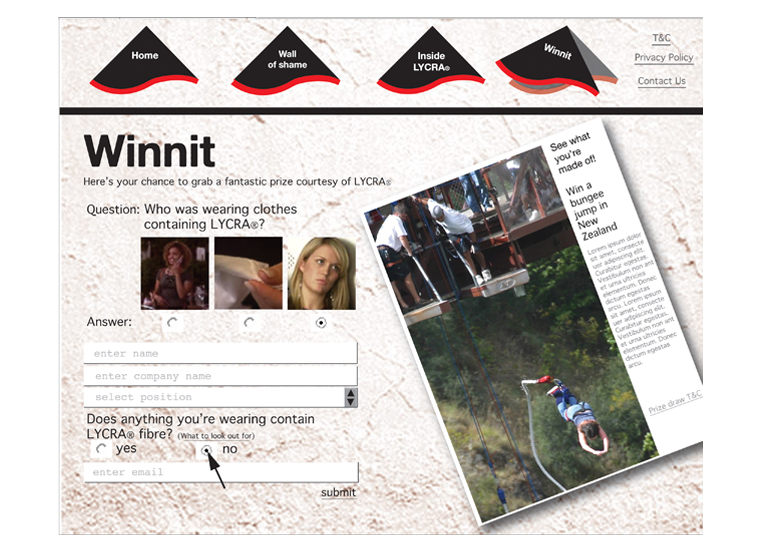 Home
Wall
of shame
Inside
LYCRA®
Winnit
T&C
Privacy Policy
Contact Us
Winnit
Here's your chance to grab a fantastic prize courtesy of LYCRA®
Question: Who was wearing clothes
containing LYCRA®?
Answer:
enter name
enter company name
select position
Does anything you're wearing contain
LYCRA® fibre? (What to look out for)
yes no
enter email
submit
See what
you're
made of!
Win a
bungee
jump in
New
Zealand
Lorem ipsum dolor
sit amet, consecte
uer adipiscing elit.
Curabitur egestas.
Vestibulum non ant
et urna ultricies
elementum. Donec
dictum egestas
arcu. Lorem ipsum
sit amet, consecte
uer adipiscing elit.
Curabitur egestas.
Vestibulum non ant
et urna ultricies
elementum. Donec
dictum egestas
arcu.
Prize draw T&C